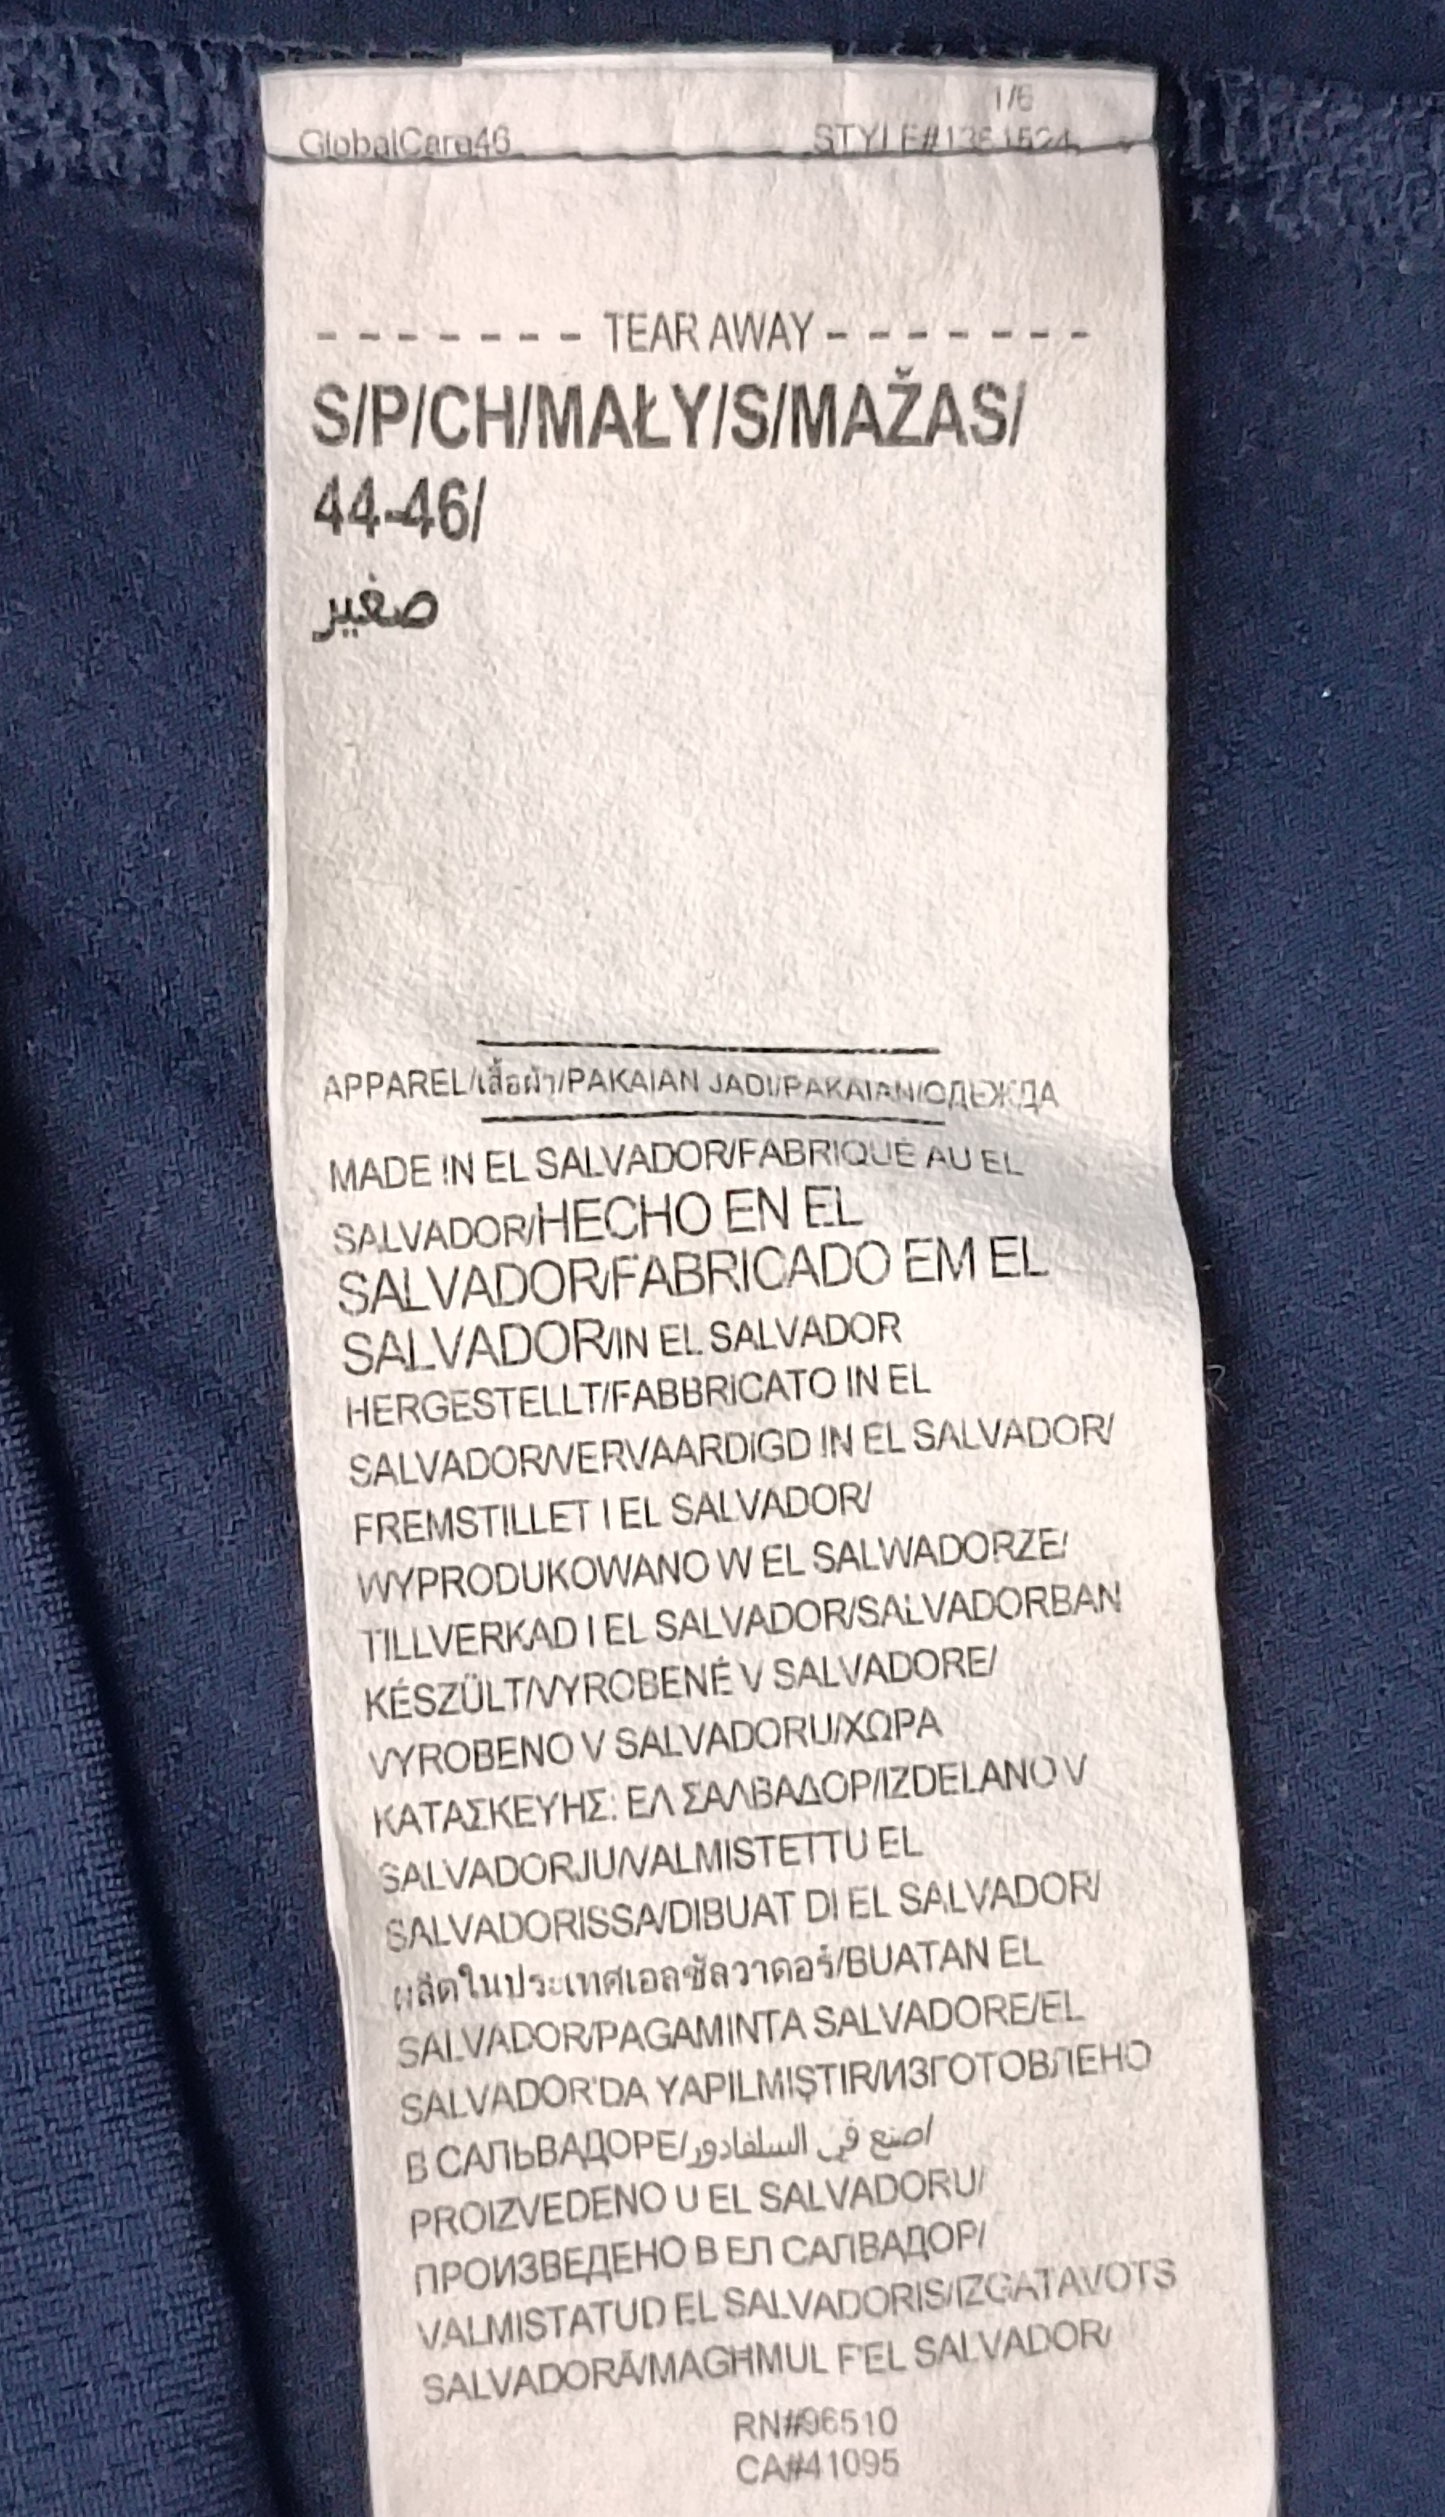 1/6
GlobalCare46
TEAR AWAY
S/P/CH/MAŁY/S/MAŽAS/
44-46/
صغير
APPAREL/เสื้อผ้า/PAKAIAN JADI/PAKAIAN/ОДЕЖДА
MADE IN EL SALVADOR/FABRIQUÉ AU EL
SALVADOR/HECHO EN EL
SALVADOR/FABRICADO EM EL
SALVADOR/IN EL SALVADOR
HERGESTELLT/FABBRICATO IN EL
SALVADOR/VERVAARDIGD IN EL SALVADOR/
FREMSTILLET I EL SALVADOR/
WYPRODUKOWANO W EL SALWADORZE/
TILLVERKAD I EL SALVADOR/SALVADORBAN
KÉSZÜLT/VYROBENÉ V SALVADORE/
VYROBENO V SALVADORU/ΧΩΡΑ
ΚΑΤΑΣΚΕΥΗΣ: ΕΛ ΣΑΛΒΑΔΟΡ/IZDELANO V
SALVADORJU/VALMISTETTU EL
SALVADORISSA/DIBUAT DI EL SALVADOR/
ผลิตในประเทศเอลซัลวาดอร์/BUATAN EL
SALVADOR/PAGAMINTA SALVADORE/EL
SALVADOR'DA YAPILMIŞTIR/ИЗГОТОВЛЕНО
В САЛЬВАДОРЕ/صنع في السلفادور/
PROIZVEDENO U EL SALVADORU/
ПРОИЗВЕДЕНО В ЕЛ САЛВАДОР/
VALMISTATUD EL SALVADORIS/IZGATAVOTS
SALVADORĀ/MAGHMUL F'EL SALVADOR/
RN#96510
CA#41095